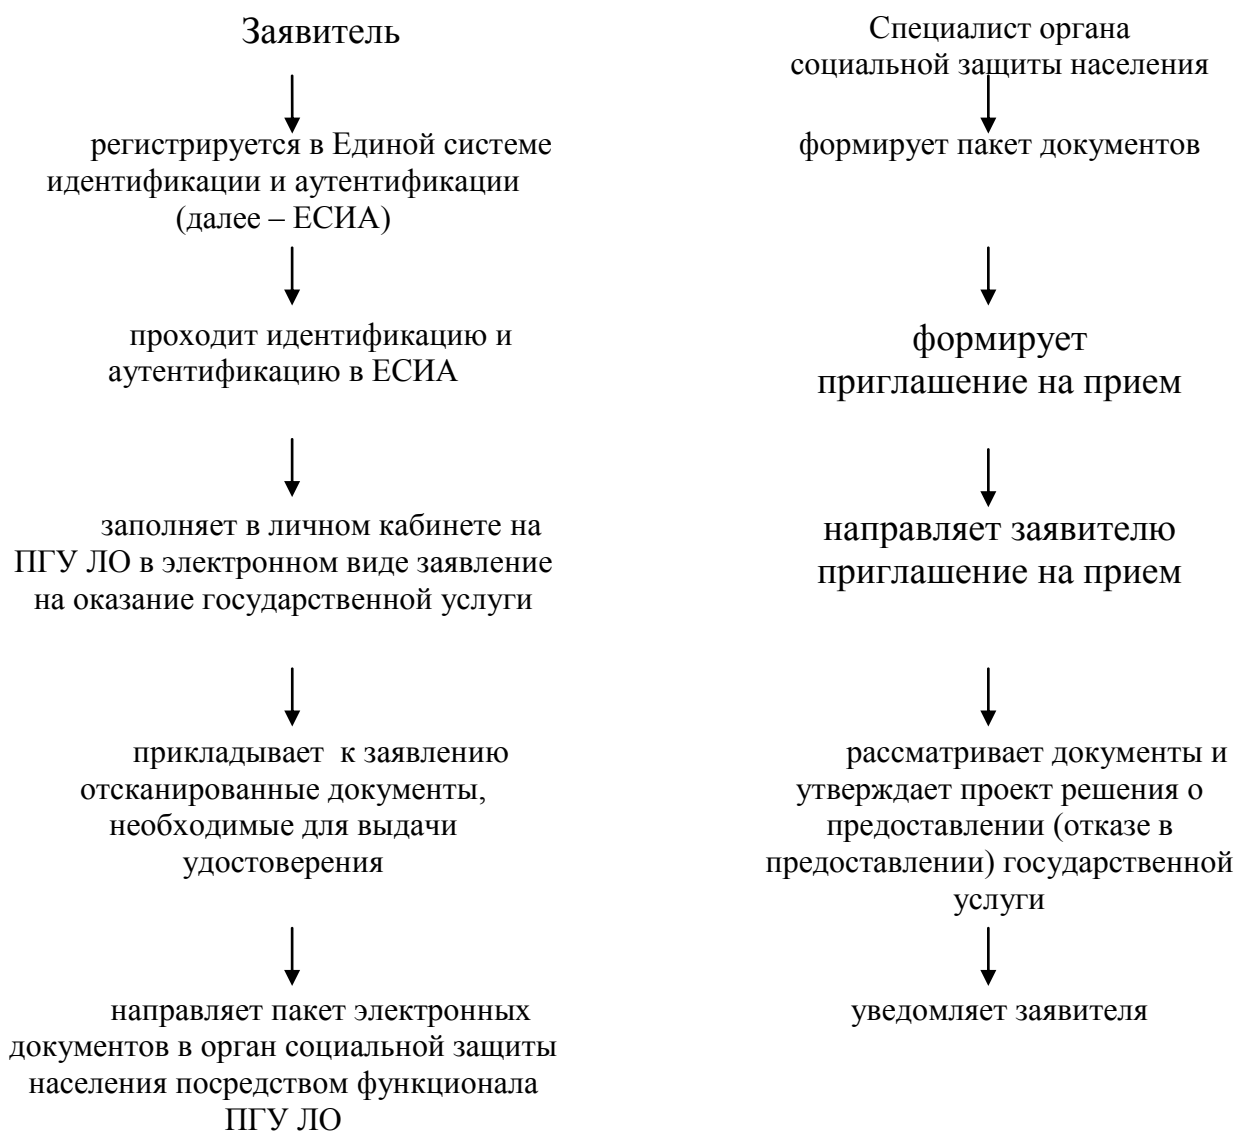 Заявитель
регистрируется в Единой системе
идентификации и аутентификации
(далее – ЕСИА)
проходит идентификацию и
аутентификацию в ЕСИА
заполняет в личном кабинете на
ПГУ ЛО в электронном виде заявление
на оказание государственной услуги
прикладывает к заявлению
отсканированные документы,
необходимые для выдачи
удостоверения
направляет пакет электронных
документов в орган социальной защиты
населения посредством функционала
ПГУ ЛО
Специалист органа
социальной защиты населения
формирует пакет документов
формирует
приглашение на прием
направляет заявителю
приглашение на прием
рассматривает документы и
утверждает проект решения о
предоставлении (отказе в
предоставлении) государственной
услуги
уведомляет заявителя